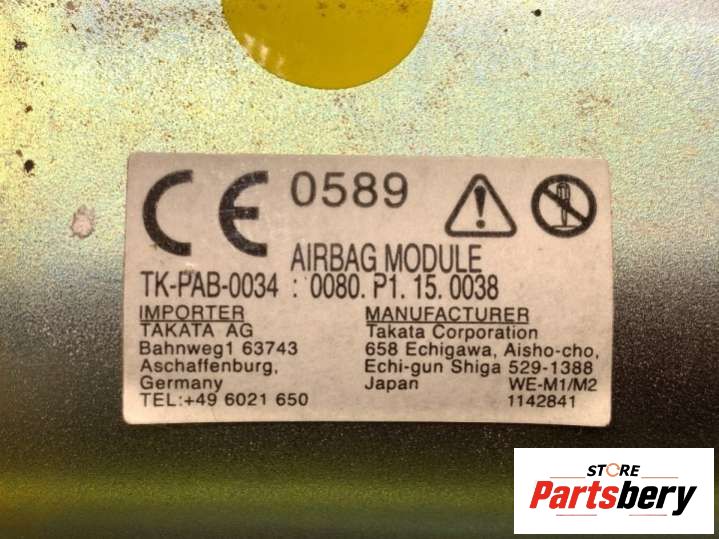 CE 0589
AIRBAG MODULE
TK-PAB-0034 : 0080. P1. 15. 0038
IMPORTER
TAKATA AG
Bahnweg1 63743
Aschaffenburg,
Germany
TEL:+49 6021 650
MANUFACTURER
Takata Corporation
658 Echigawa, Aisho-cho,
Echi-gun Shiga 529-1388
Japan WE-M1/M2
1142841
STORE
Partsbery